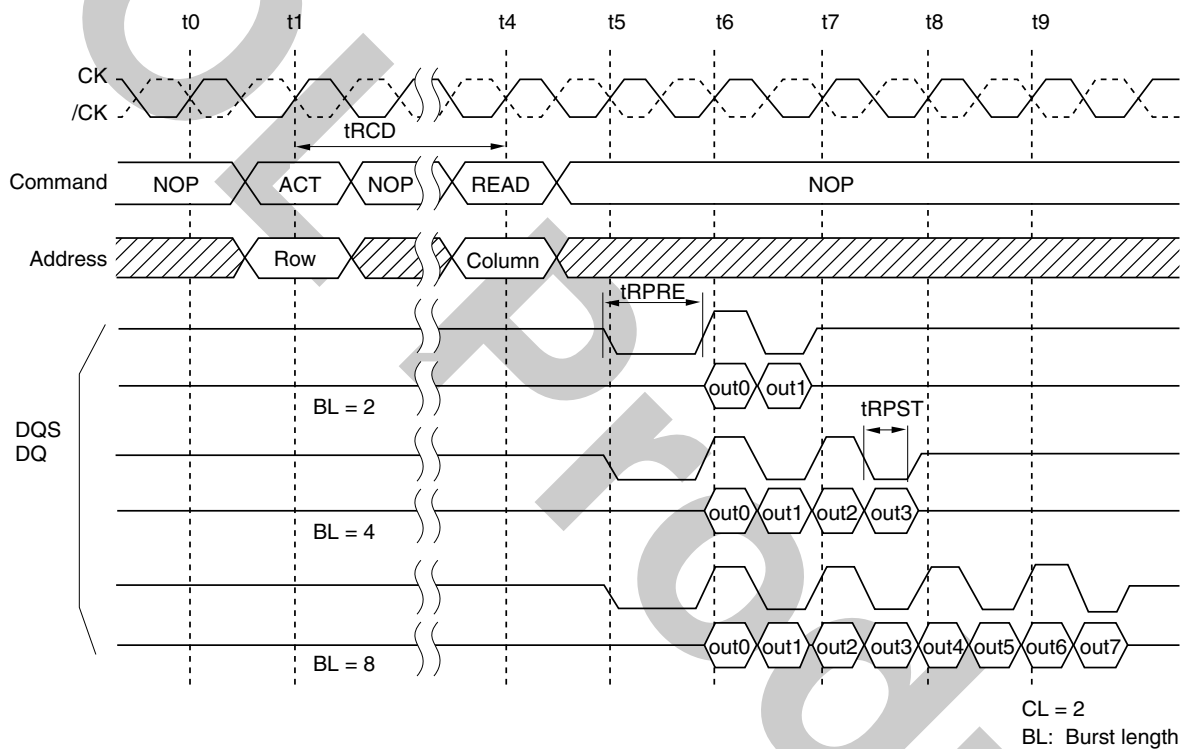 t0 t1 t4 t5 t6 t7 t8 t9
CK
/CK
tRCD
Command NOP ACT NOP READ NOP
Address Row Column
tRPRE
out0 out1
BL = 2
tRPST
DQS
DQ
out0 out1 out2 out3
BL = 4
out0 out1 out2 out3 out4 out5 out6 out7
BL = 8
CL = 2
BL: Burst length